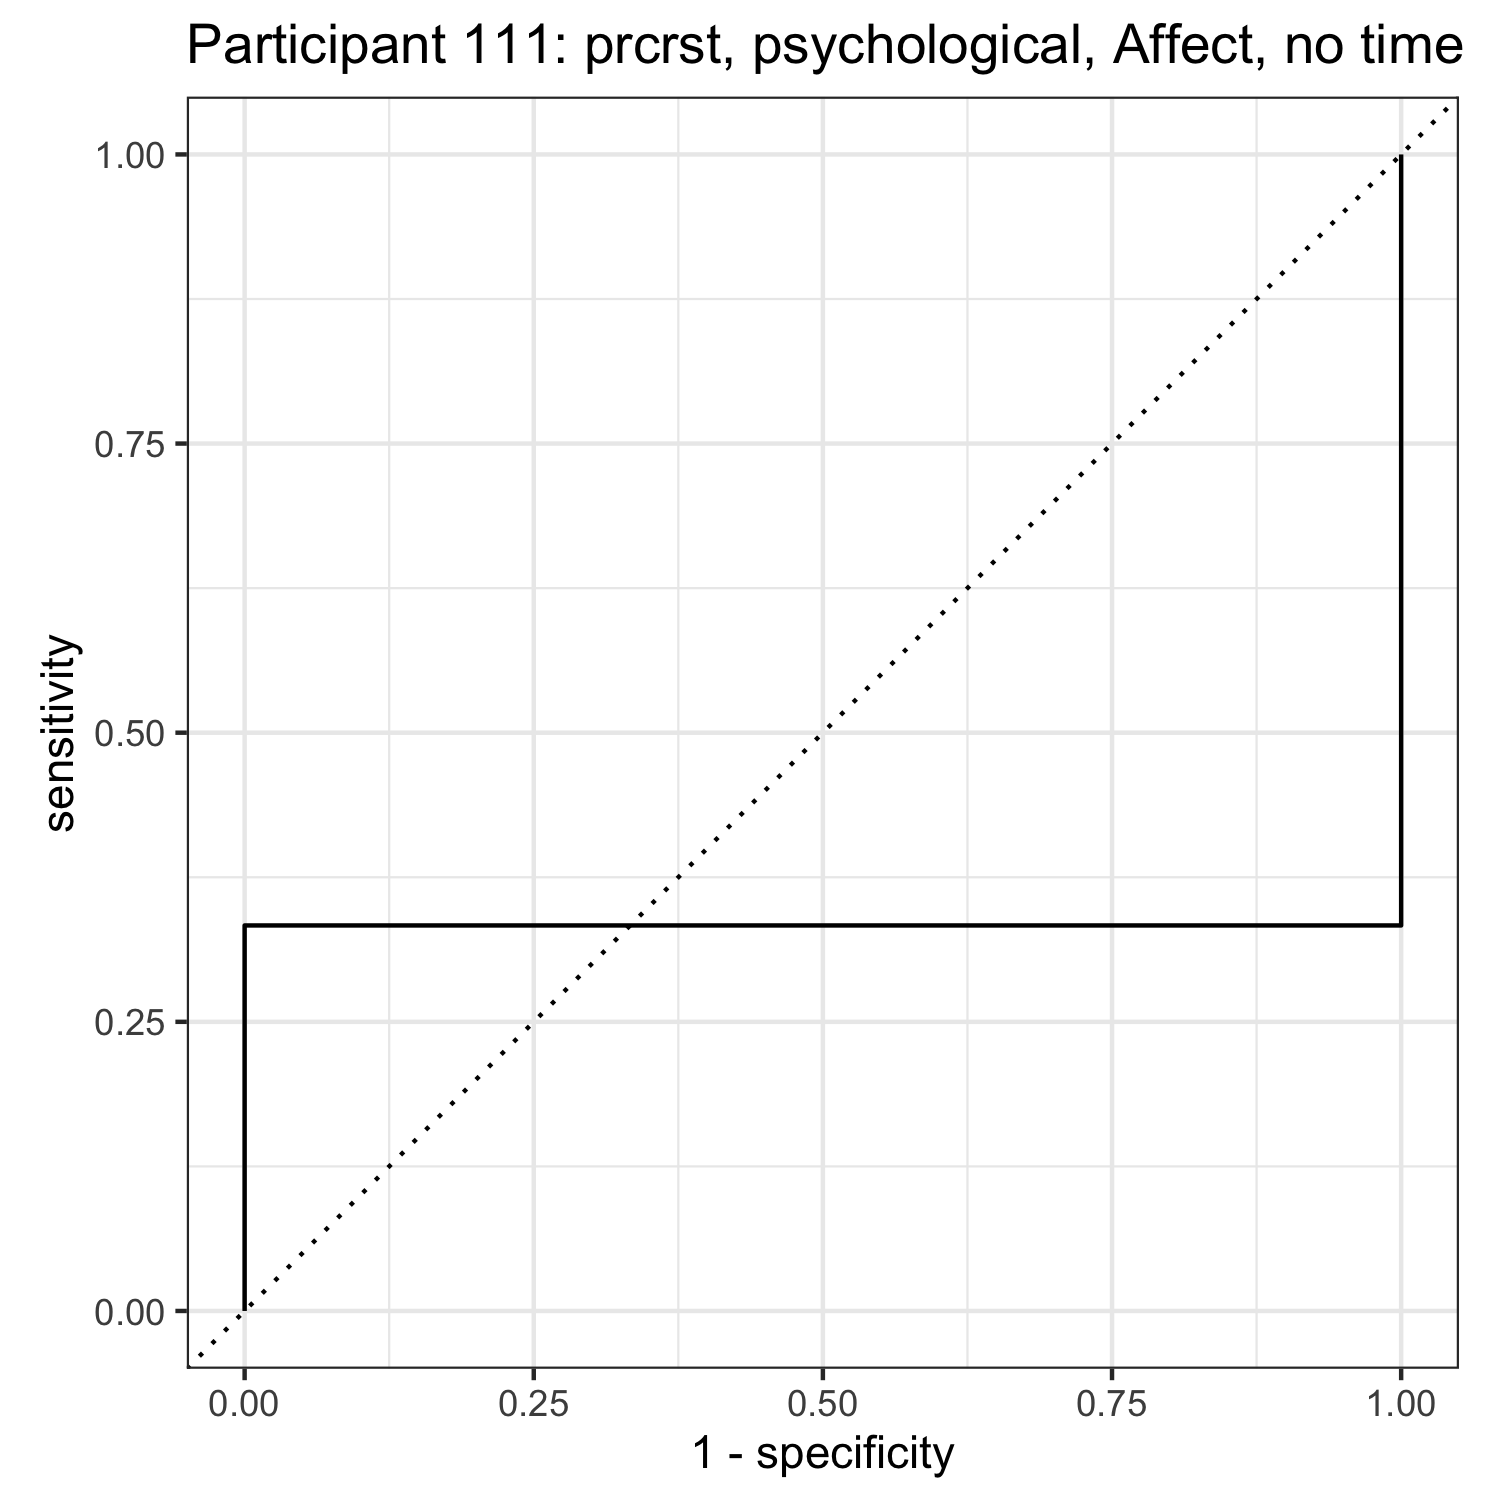 Participant 111: prcrst, psychological, Affect, no time
1.00
0.75
0.50
0.25
0.00
sensitivity
0.00 0.25 0.50 0.75 1.00
1 - specificity